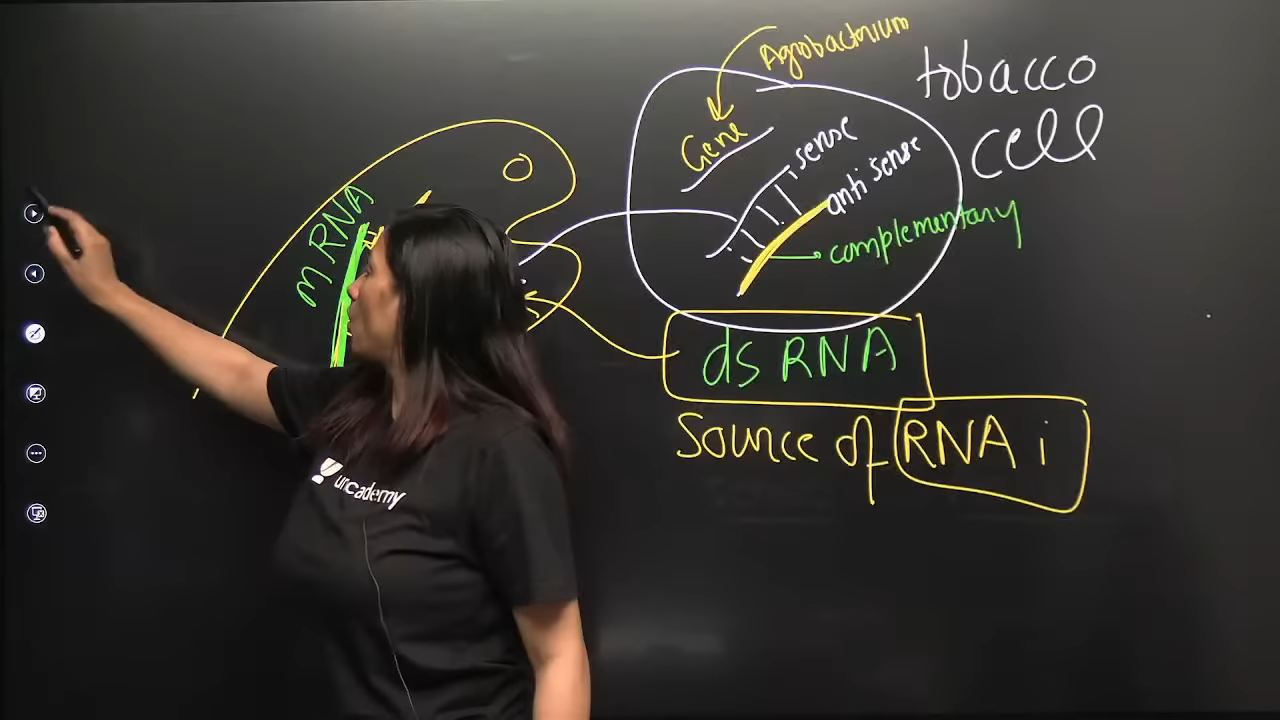 Agrobacterium
tobacco
cell
Gene
sense
anti sense
complementary
mRNA
ds RNA
Source of RNA i
unacademy